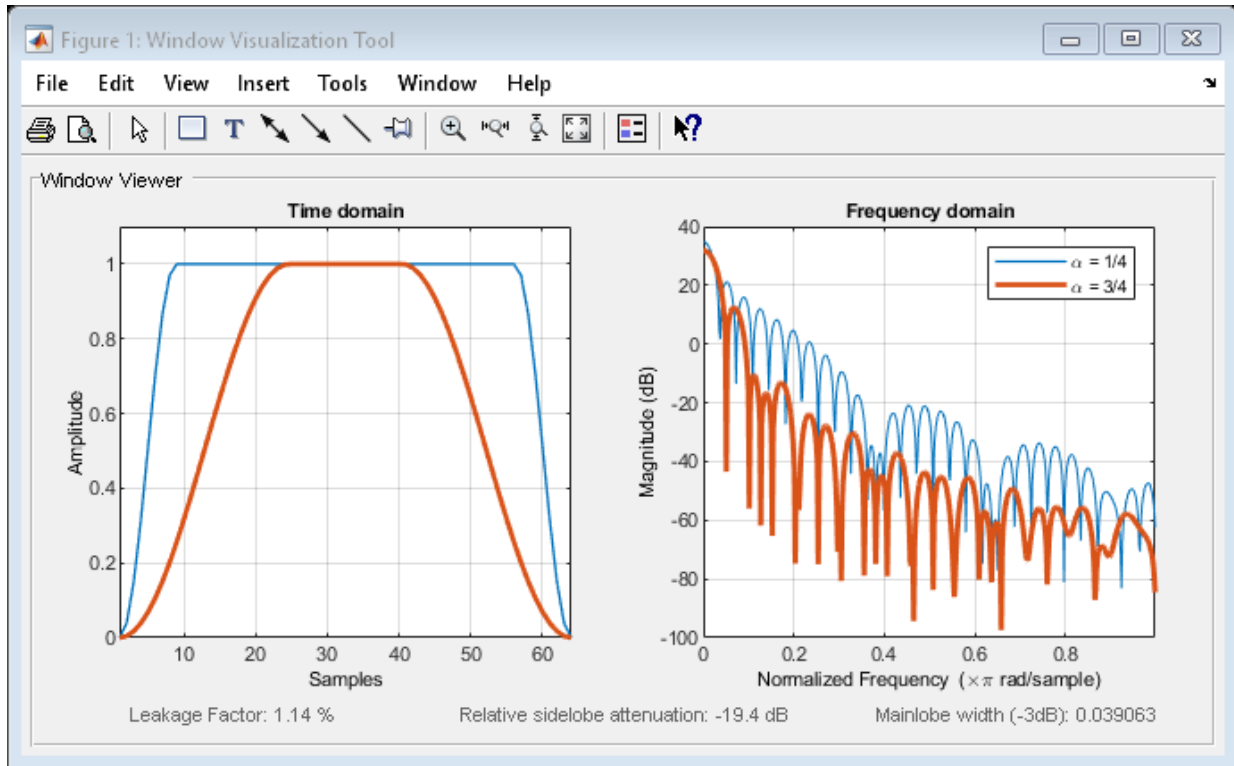 Figure 1: Window Visualization Tool
File Edit View Insert Tools Window Help
T
?
Window Viewer
Time domain
1
0.8
0.6
0.4
0.2
0
10 20 30 40 50 60
Amplitude
Samples
Frequency domain
α = 1/4
α = 3/4
40
20
0
-20
-40
-60
-80
-100
0 0.2 0.4 0.6 0.8
Magnitude (dB)
Normalized Frequency (×π rad/sample)
Leakage Factor: 1.14 % Relative sidelobe attenuation: -19.4 dB Mainlobe width (-3dB): 0.039063